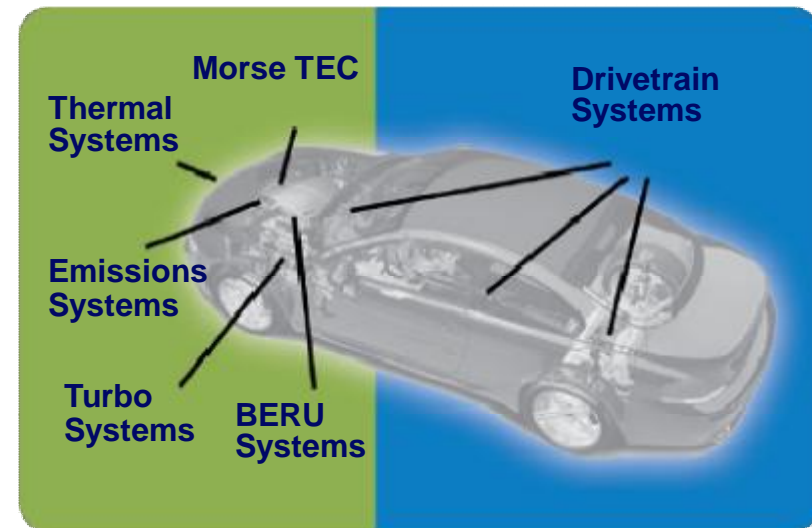 Morse TEC
Thermal
Systems
Drivetrain
Systems
Emissions
Systems
Turbo
Systems
BERU
Systems